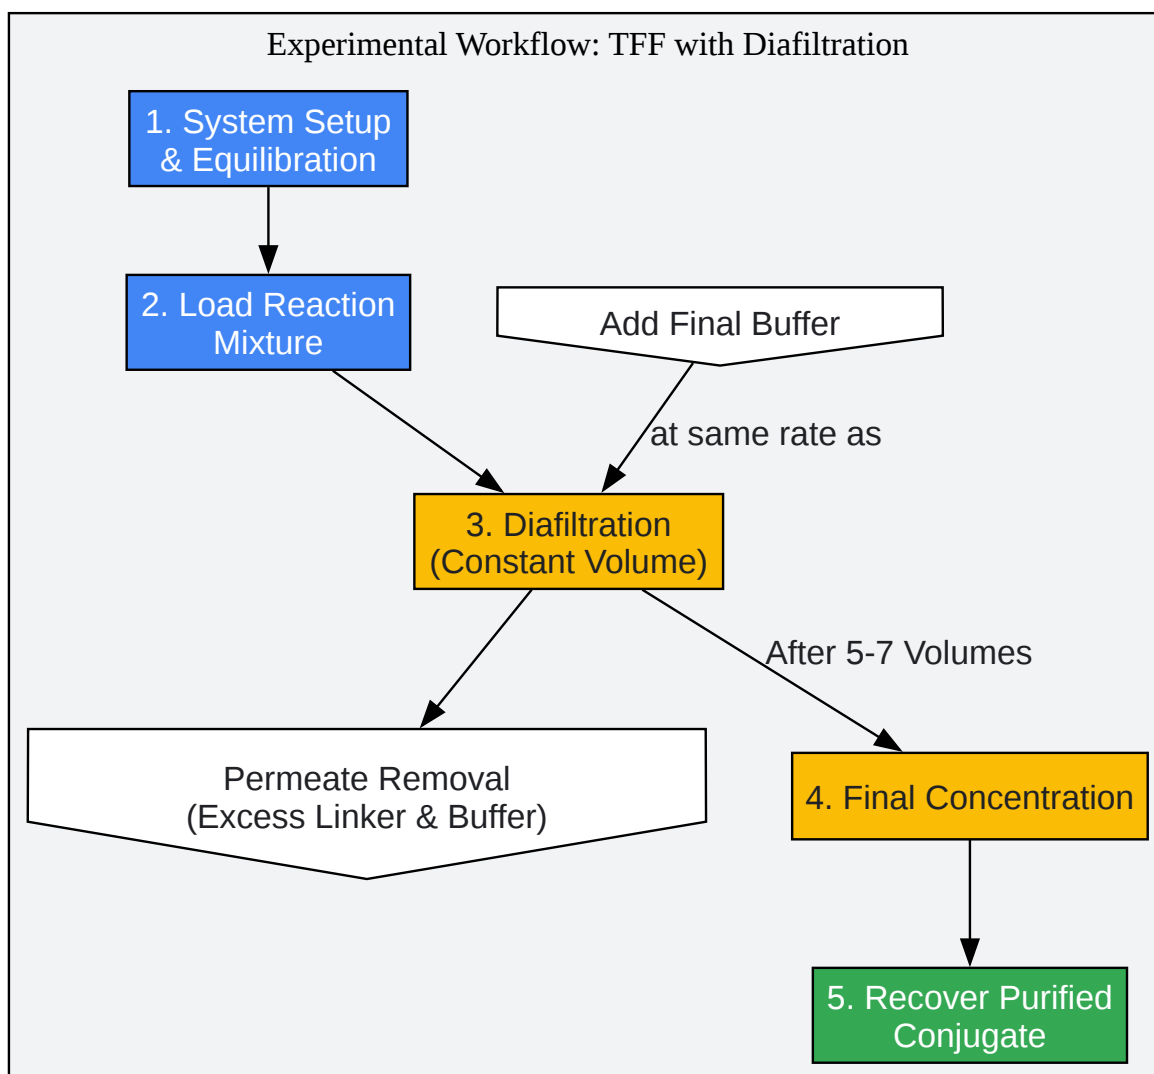 Experimental Workflow: TFF with Diafiltration
1. System Setup
& Equilibration
2. Load Reaction
Mixture
Add Final Buffer
at same rate as
3. Diafiltration
(Constant Volume)
After 5-7 Volumes
Permeate Removal
(Excess Linker & Buffer)
4. Final Concentration
5. Recover Purified
Conjugate